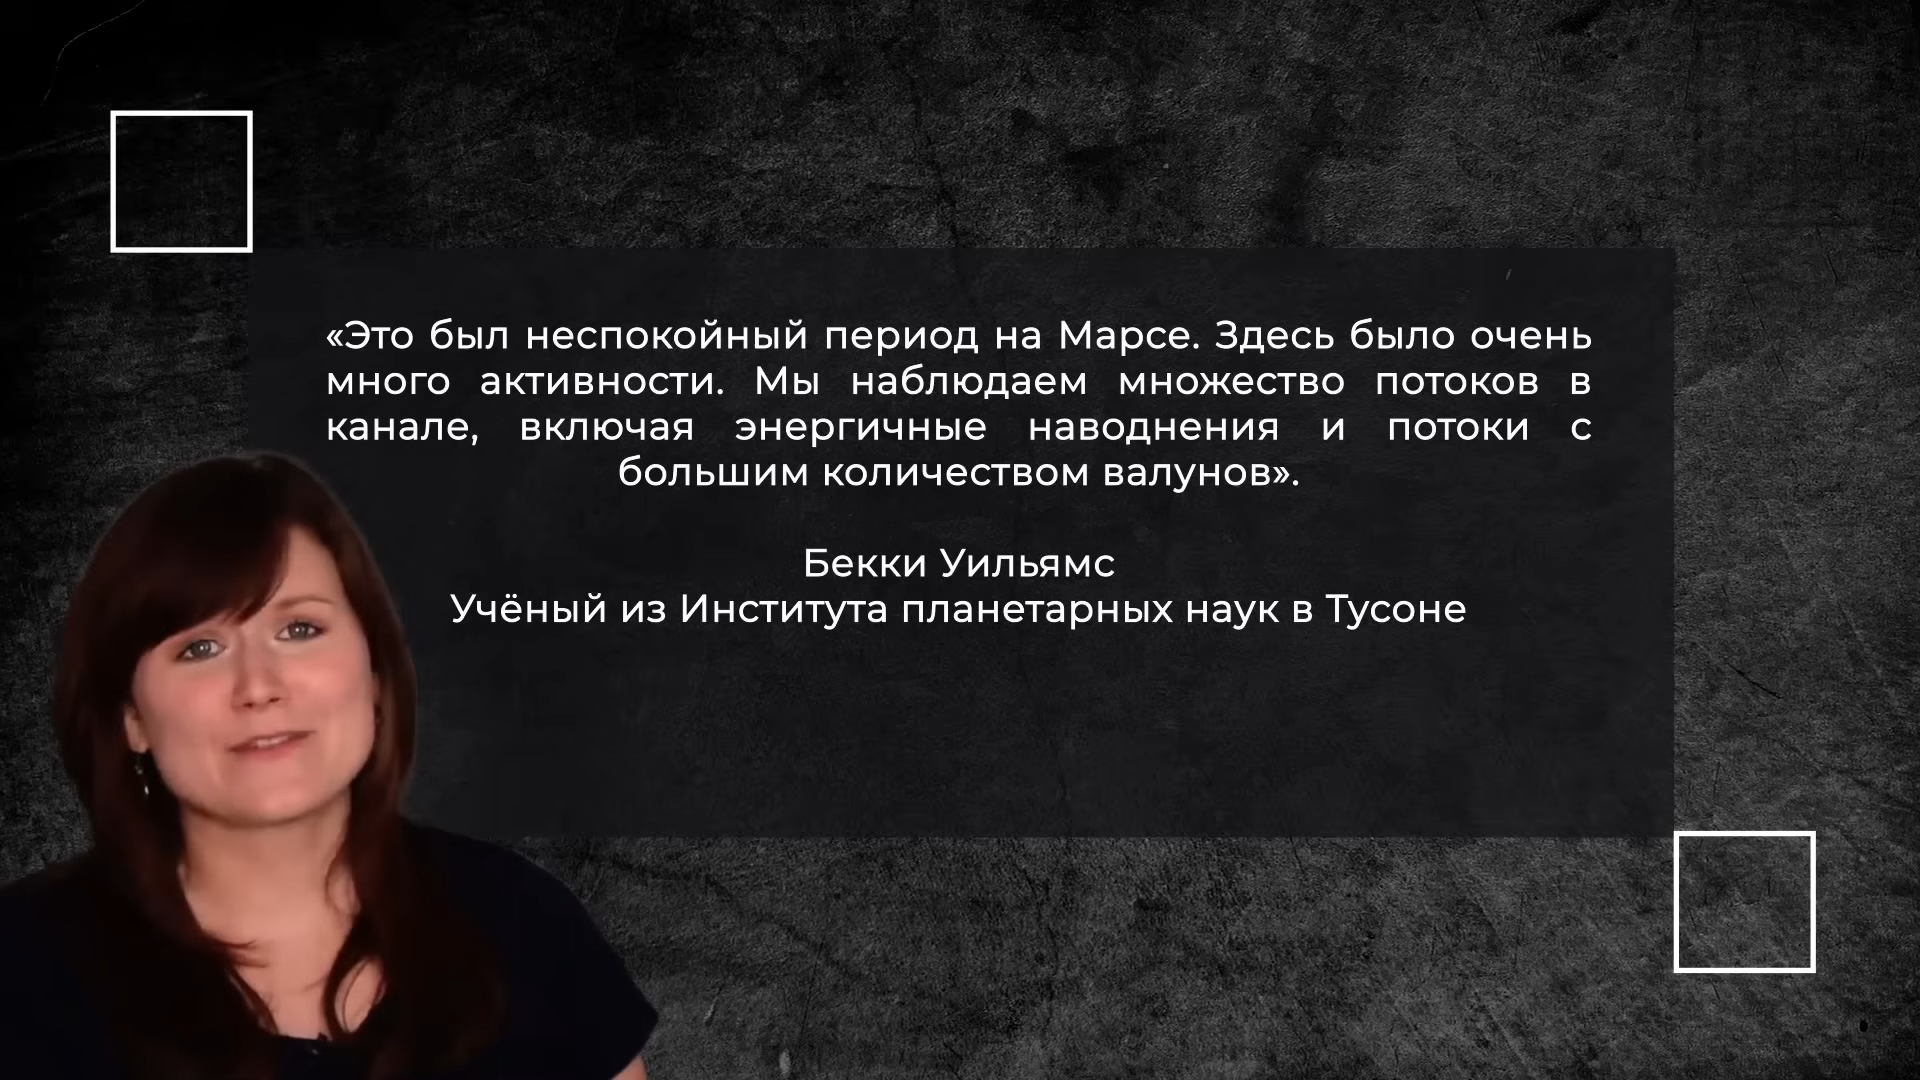 «Это был неспокойный период на Марсе. Здесь было очень
много активности. Мы наблюдаем множество потоков в
канале, включая энергичные наводнения и потоки с
большим количеством валунов».
Бекки Уильямс
Учёный из Института планетарных наук в Тусоне